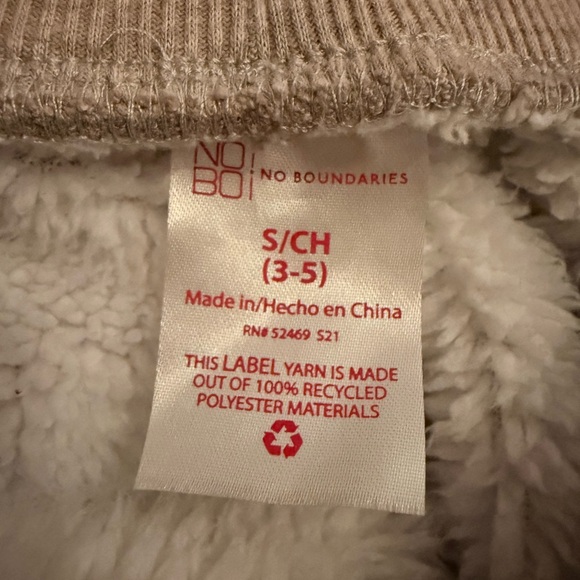 NO!
BO¡ NO BOUNDARIES
S/CH
(3-5)
Made in/Hecho en China
RN# 52469 S21
THIS LABEL YARN IS MADE
OUT OF 100% RECYCLED
POLYESTER MATERIALS